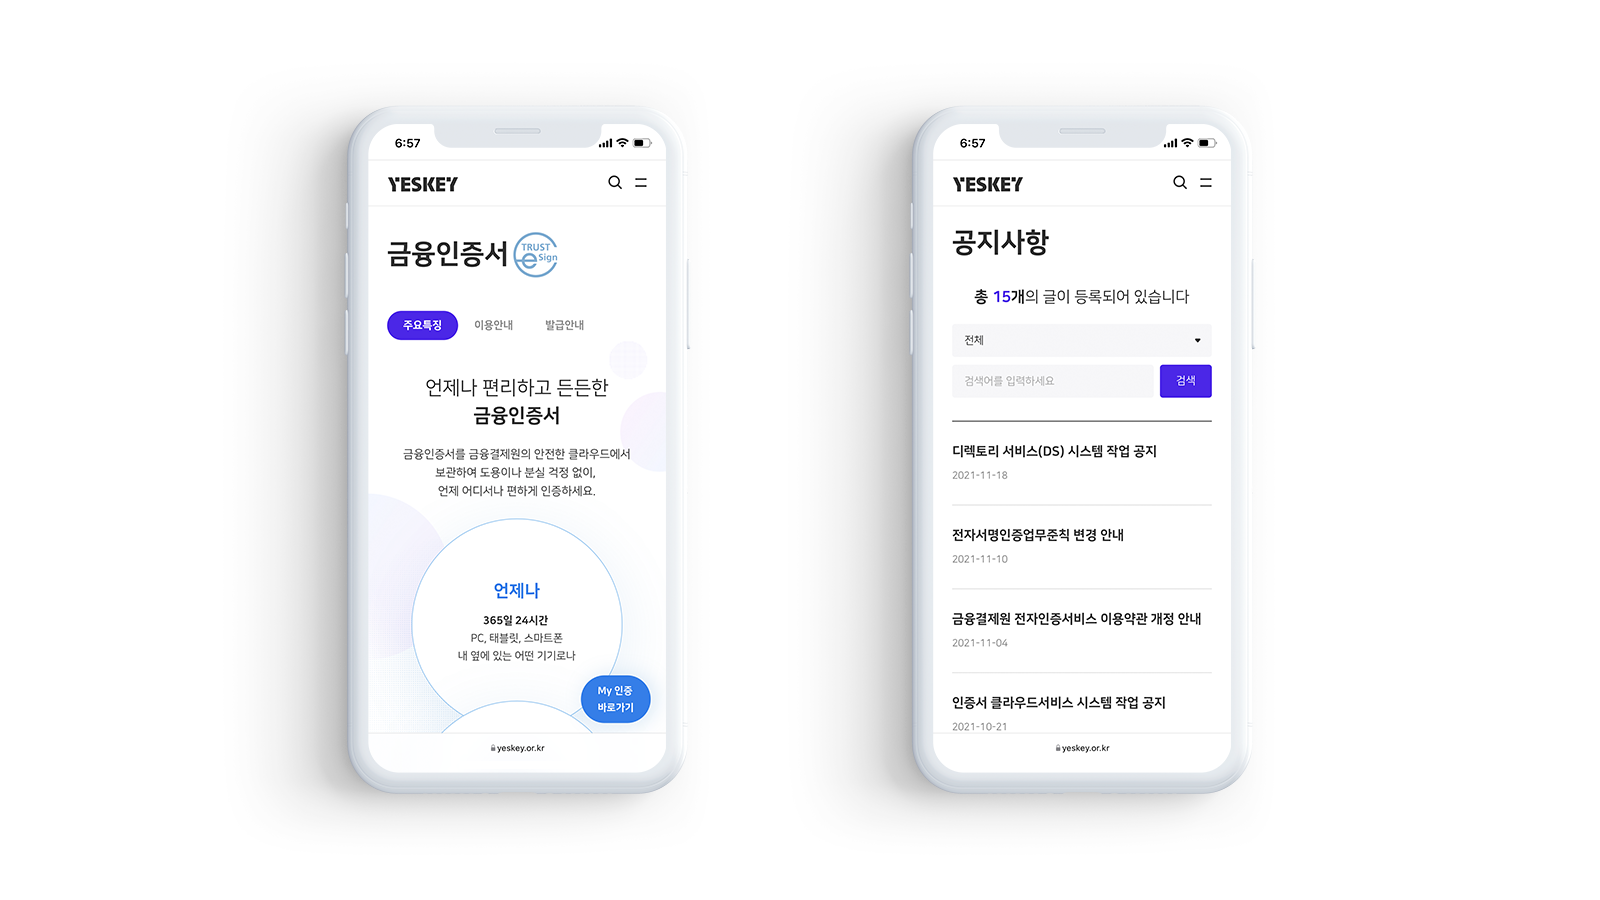 6:57
YESKEY
금융인증서
TRUST
eSign
주요특징 이용안내 발급안내
언제나 편리하고 든든한
금융인증서
금융인증서를 금융결제원의 안전한 클라우드에서
보관하여 도용이나 분실 걱정 없이,
언제 어디서나 편하게 인증하세요.
언제나
365일 24시간
PC, 태블릿, 스마트폰
내 옆에 있는 어떤 기기로나
My 인증
바로가기
yeskey.or.kr
6:57
YESKEY
공지사항
총 15개의 글이 등록되어 있습니다
전체
검색어를 입력하세요 검색
디렉토리 서비스(DS) 시스템 작업 공지
2021-11-18
전자서명인증업무준칙 변경 안내
2021-11-10
금융결제원 전자인증서비스 이용약관 개정 안내
2021-11-04
인증서 클라우드서비스 시스템 작업 공지
2021-10-21
yeskey.or.kr